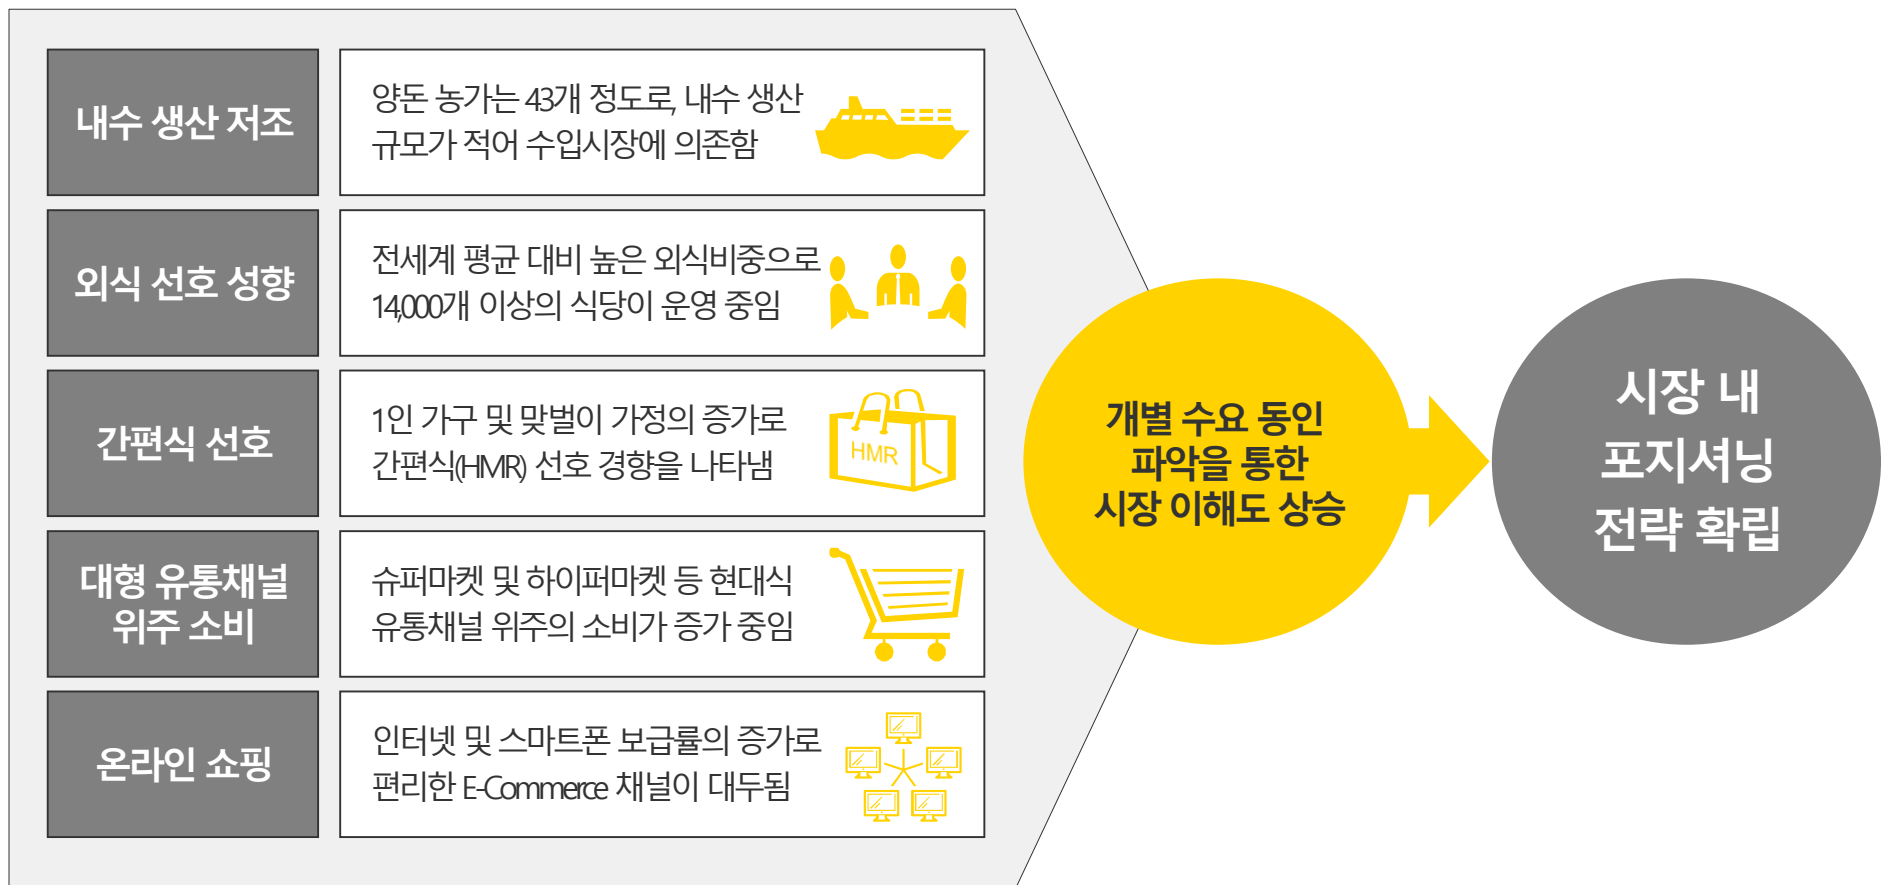 내수 생산 저조
양돈 농가는 43개 정도로, 내수 생산
규모가 적어 수입시장에 의존함
외식 선호 성향
전세계 평균 대비 높은 외식비중으로
14,000개 이상의 식당이 운영 중임
간편식 선호
1인 가구 및 맞벌이 가정의 증가로
간편식(HMR) 선호 경향을 나타냄
HMR
대형 유통채널
위주 소비
슈퍼마켓 및 하이퍼마켓 등 현대식
유통채널 위주의 소비가 증가 중임
온라인 쇼핑
인터넷 및 스마트폰 보급률의 증가로
편리한 E-Commerce 채널이 대두됨
개별 수요 동인
파악을 통한
시장 이해도 상승
시장 내
포지셔닝
전략 확립